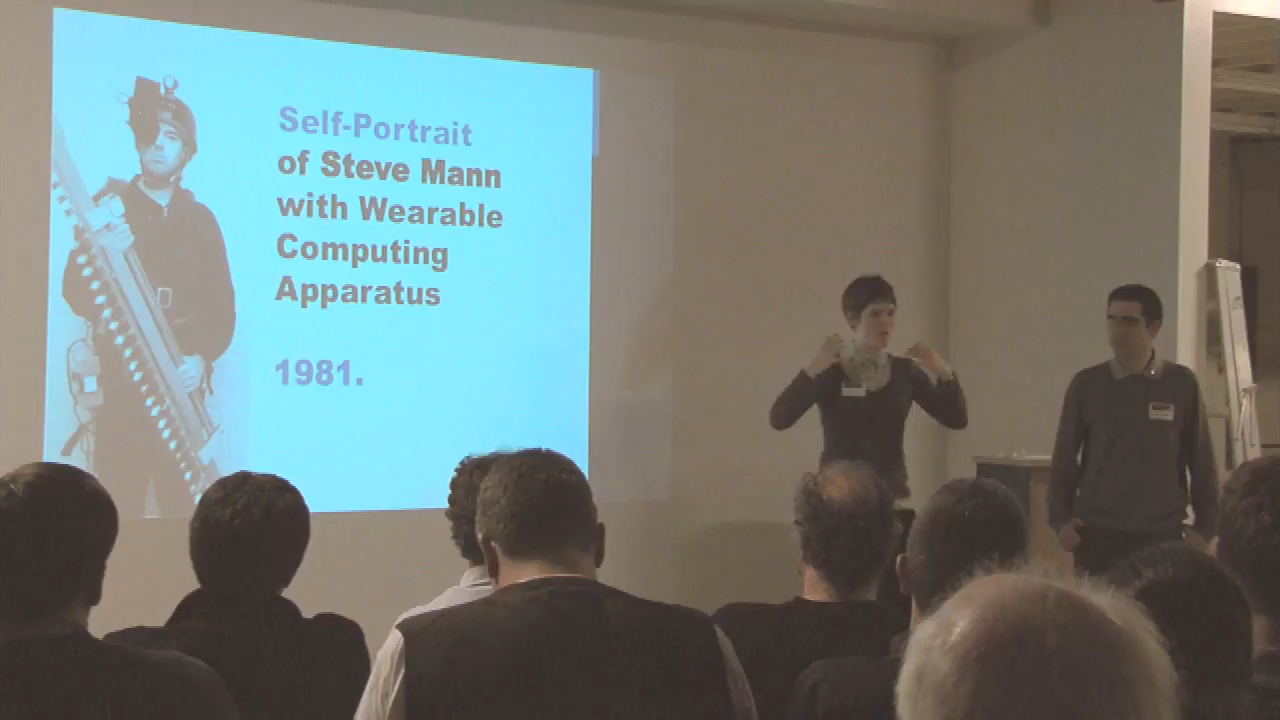 Self-Portrait
of Steve Mann
with Wearable
Computing
Apparatus
1981.